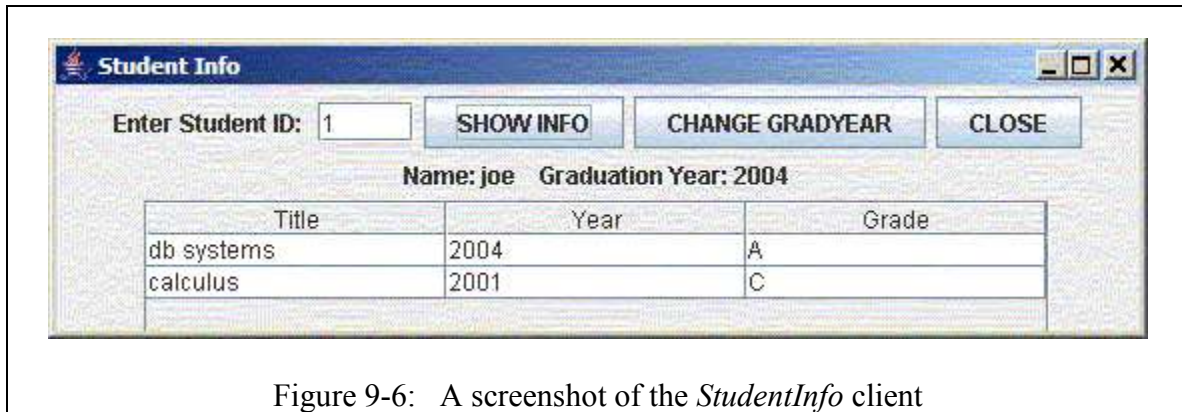 Student Info
Enter Student ID: 1 SHOW INFO CHANGE GRADYEAR CLOSE
Name: joe Graduation Year: 2004
Title Year Grade
db systems 2004 A
calculus 2001 C
Figure 9-6: A screenshot of the StudentInfo client